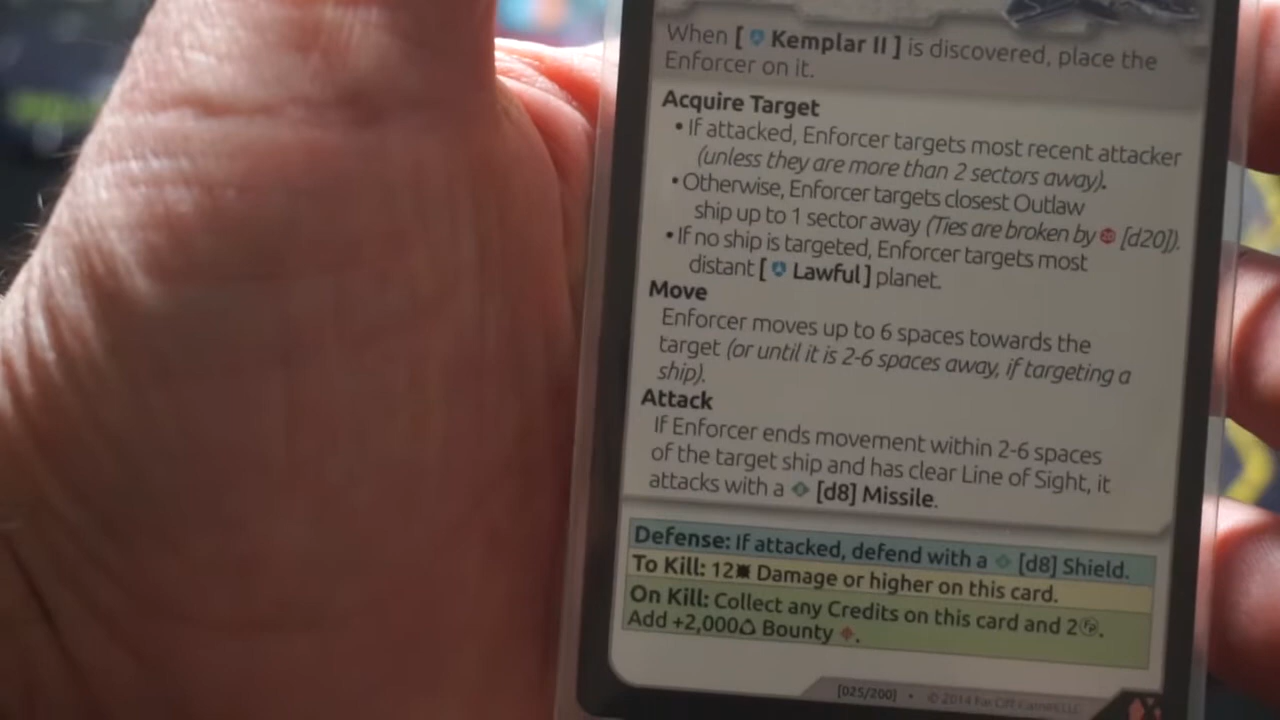 When [ Kemplar II ] is discovered, place the
Enforcer on it.
Acquire Target
• If attacked, Enforcer targets most recent attacker
(unless they are more than 2 sectors away).
• Otherwise, Enforcer targets closest Outlaw
ship up to 1 sector away (Ties are broken by [d20]).
• If no ship is targeted, Enforcer targets most
distant [ Lawful ] planet.
Move
Enforcer moves up to 6 spaces towards the
target (or until it is 2-6 spaces away, if targeting a
ship).
Attack
If Enforcer ends movement within 2-6 spaces
of the target ship and has clear Line of Sight, it
attacks with a [d8] Missile.
Defense: If attacked, defend with a [d8] Shield.
To Kill: 12 Damage or higher on this card.
On Kill: Collect any Credits on this card and 2 FP.
Add +2,000 Bounty.
[025/200] • © 2014 Far Off Games LLC